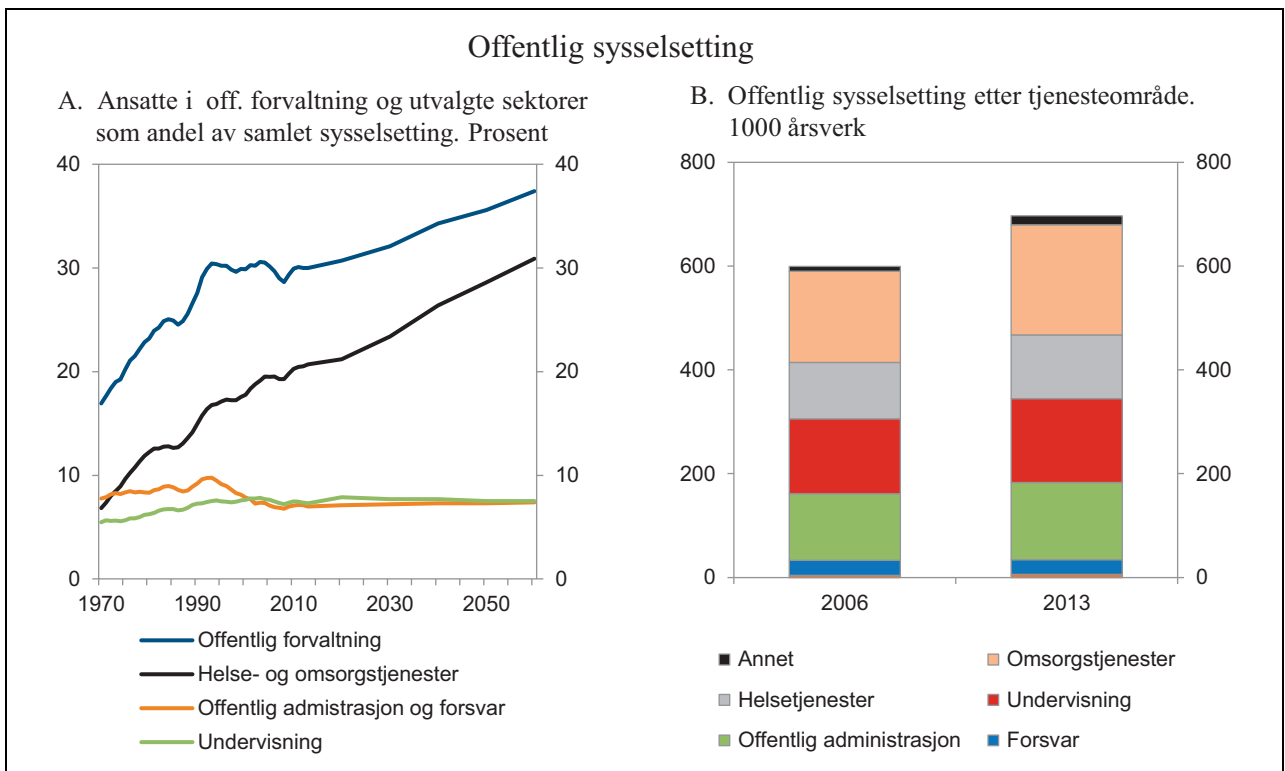 Offentlig sysselsetting
A. Ansatte i off. forvaltning og utvalgte sektorer
som andel av samlet sysselsetting. Prosent
40 40
30 30
20 20
10 10
0 0
1970 1990 2010 2030 2050
Offentlig forvaltning
Helse- og omsorgstjenester
Offentlig admistrasjon og forsvar
Undervisning
B. Offentlig sysselsetting etter tjenesteområde.
1000 årsverk
800 800
600 600
400 400
200 200
0 0
2006 2013
Annet Omsorgstjenester
Helsetjenester Undervisning
Offentlig administrasjon Forsvar